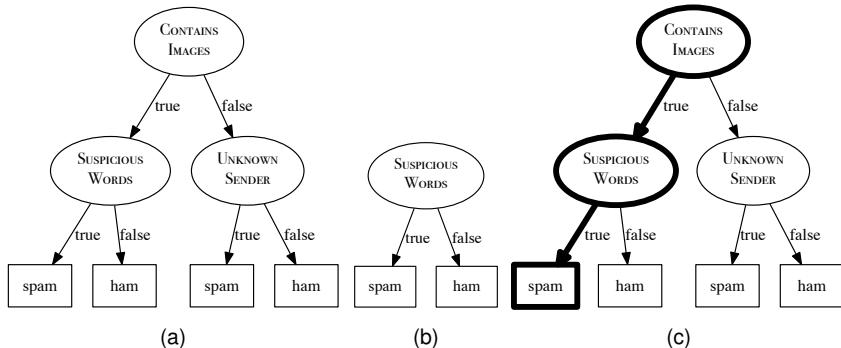 CONTAINS
IMAGES
true
false
SUSPICIOUS
WORDS
UNKNOWN
SENDER
true
false
true
false
spam
ham
spam
ham
(a)
SUSPICIOUS
WORDS
true
false
spam
ham
(b)
CONTAINS
IMAGES
true
false
SUSPICIOUS
WORDS
UNKNOWN
SENDER
true
false
true
false
spam
ham
spam
ham
(c)